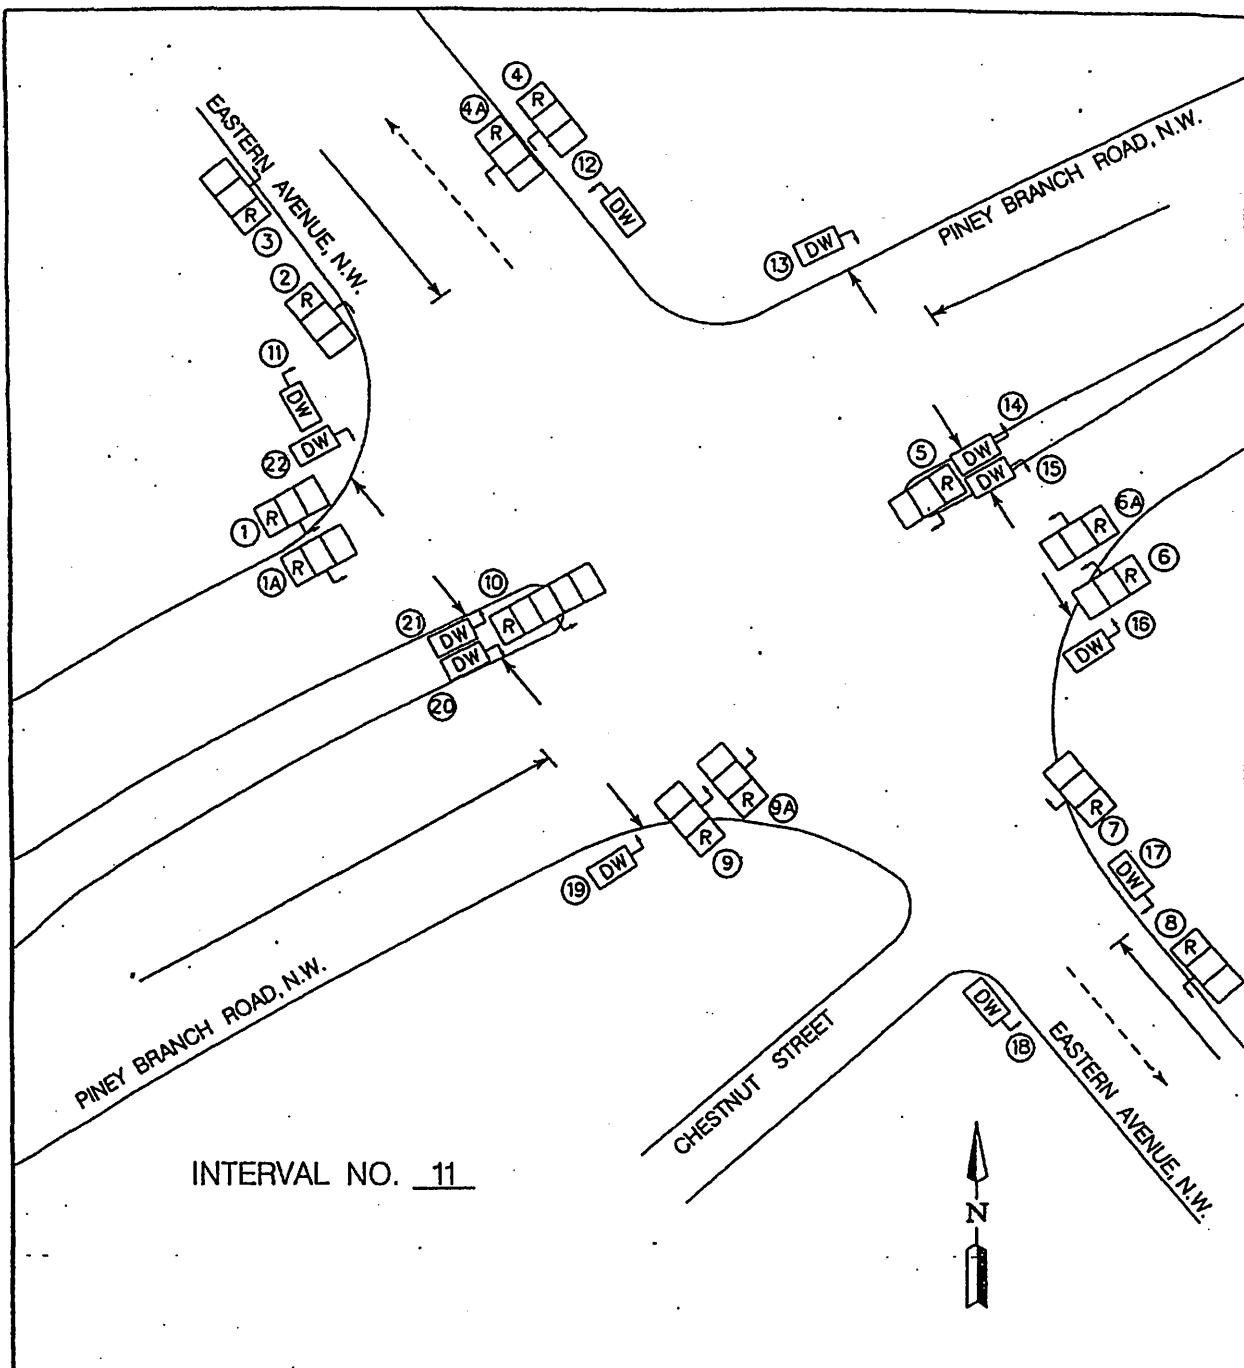 4
R
4A
R
12
DW
EASTERN AVENUE, N.W.
PINEY BRANCH ROAD, N.W.
R
3
13
DW
2
R
11
DW
22
DW
14
DW
5
R
DW
15
1
R
1A
R
6A
R
6
R
10
R
21
DW
DW
20
16
DW
9A
R
9
R
7
R
19
DW
17
DW
8
R
PINEY BRANCH ROAD, N.W.
CHESTNUT STREET
DW
18
EASTERN AVENUE, N.W.
INTERVAL NO. 11
N